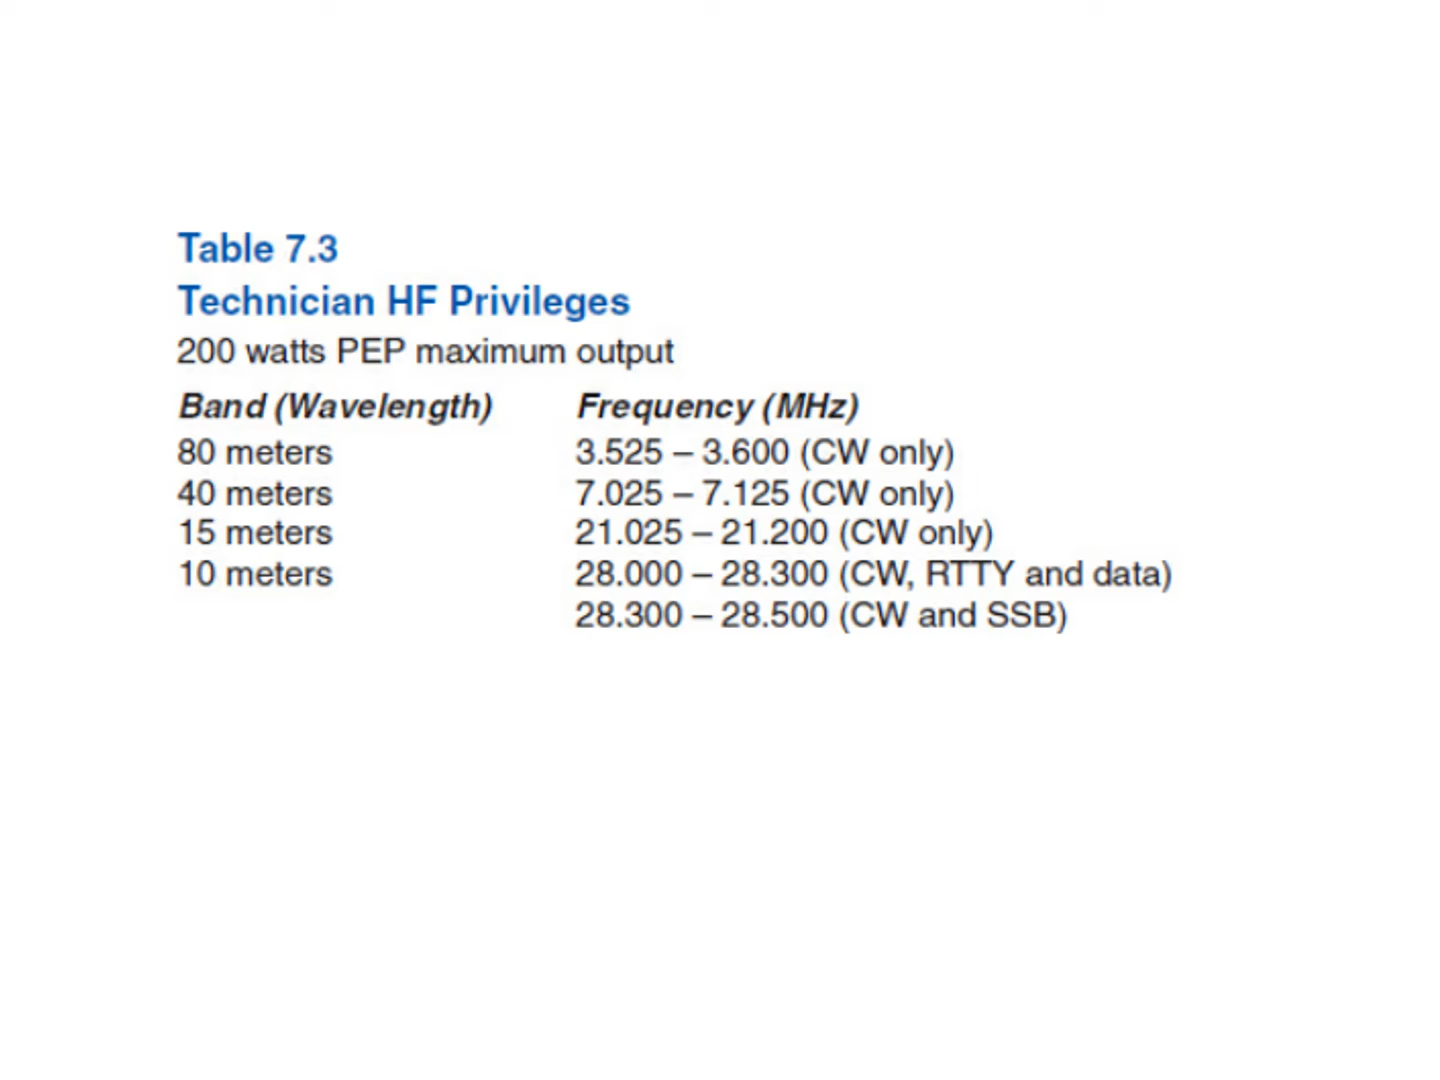 Table 7.3
Technician HF Privileges
200 watts PEP maximum output
Band (Wavelength) Frequency (MHz)
80 meters 3.525 – 3.600 (CW only)
40 meters 7.025 – 7.125 (CW only)
15 meters 21.025 – 21.200 (CW only)
10 meters 28.000 – 28.300 (CW, RTTY and data)
28.300 – 28.500 (CW and SSB)